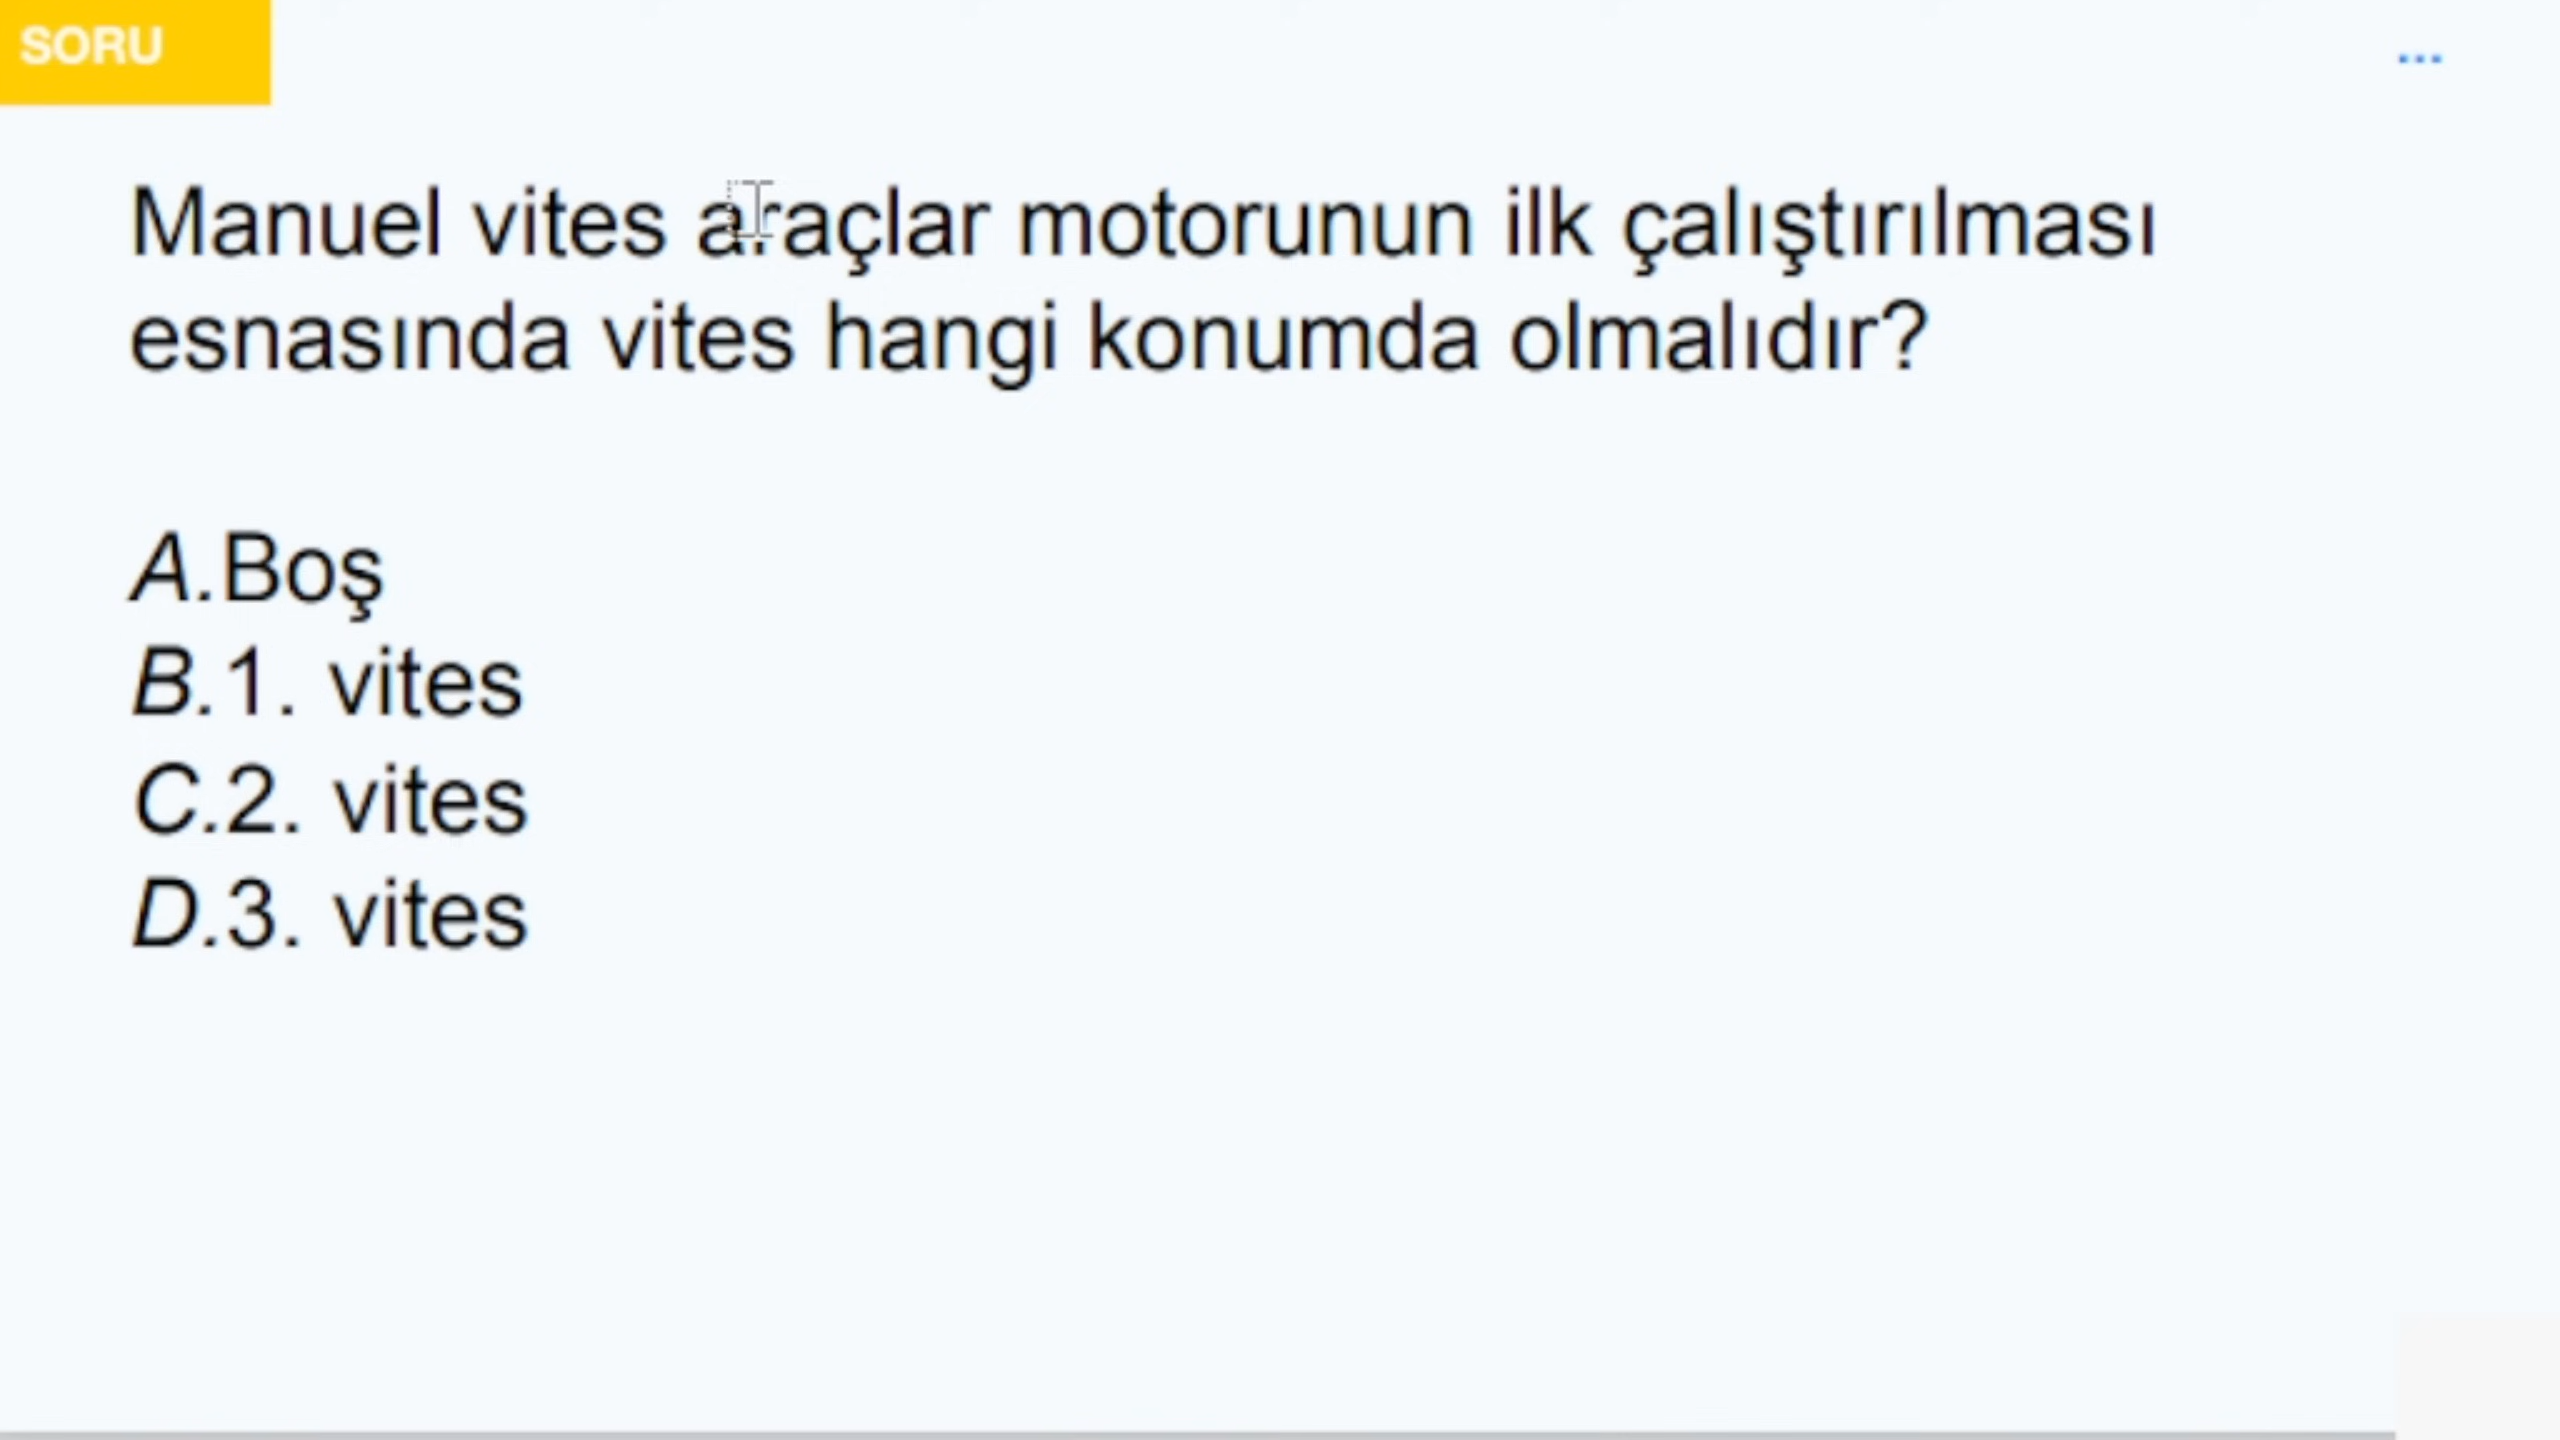 SORU
...
Manuel vites araçlar motorunun ilk çalıştırılması
esnasında vites hangi konumda olmalıdır?
A.Boş
B.1. vites
C.2. vites
D.3. vites